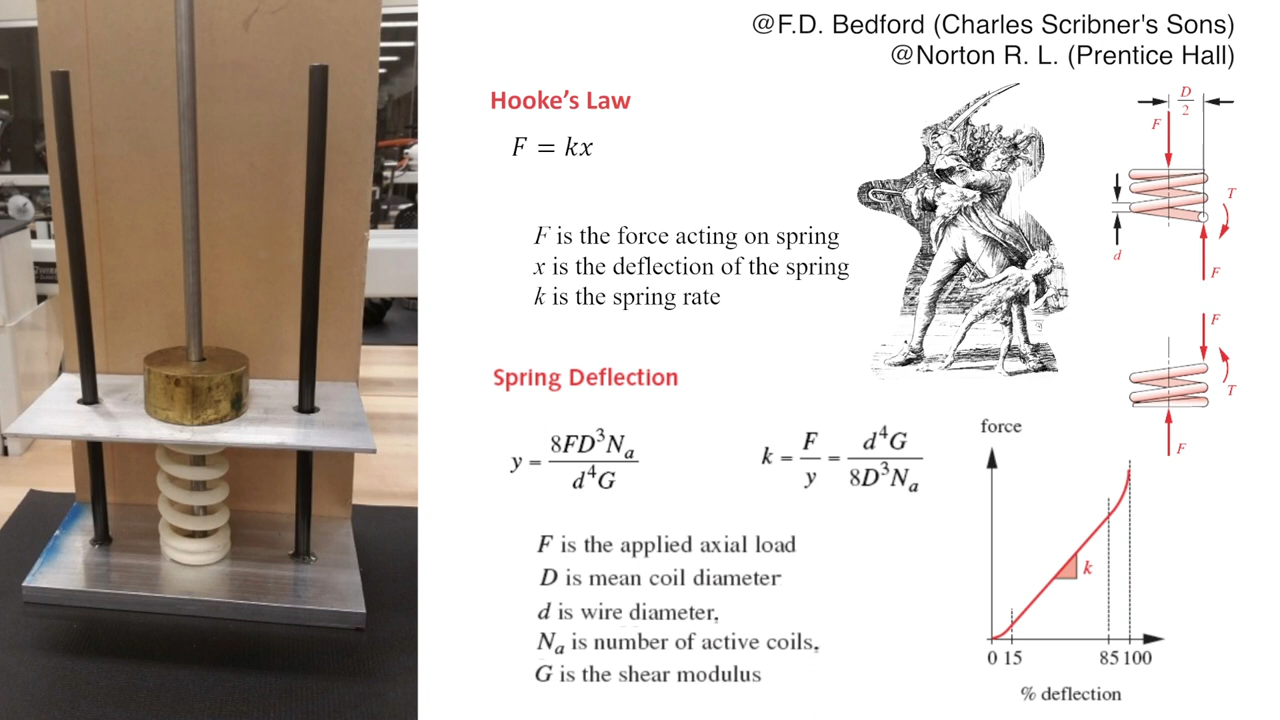 @F.D. Bedford (Charles Scribner's Sons)
@Norton R. L. (Prentice Hall)
Hooke's Law
F = kx
F is the force acting on spring
x is the deflection of the spring
k is the spring rate
D
2
F
T
d
F
F
T
F
Spring Deflection
y = 8FD³Nₐ / d⁴G
k = F / y = d⁴G / 8D³Nₐ
F is the applied axial load
D is mean coil diameter
d is wire diameter,
Nₐ is number of active coils,
G is the shear modulus
force
k
0 15 85 100
% deflection